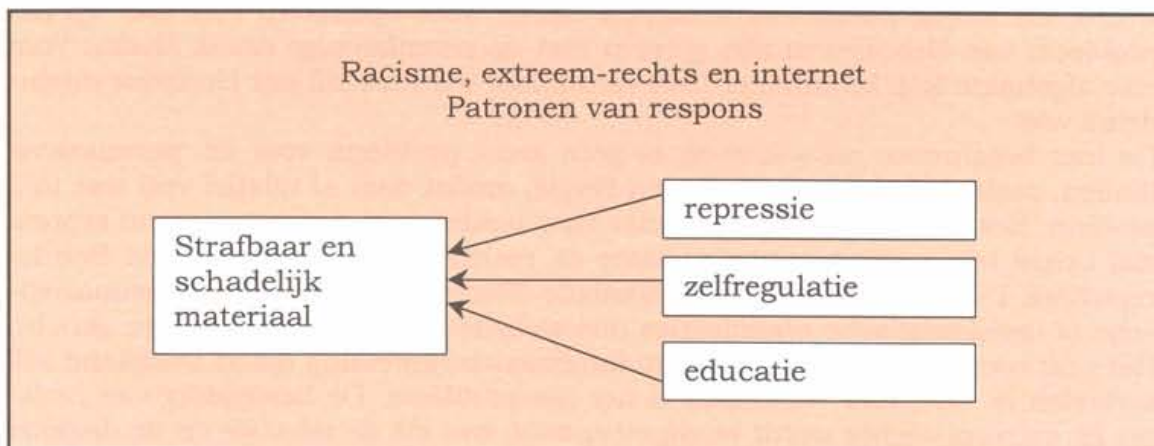 Racisme, extreem-rechts en internet
Patronen van respons
Strafbaar en
schadelijk
materiaal
repressie
zelfregulatie
educatie